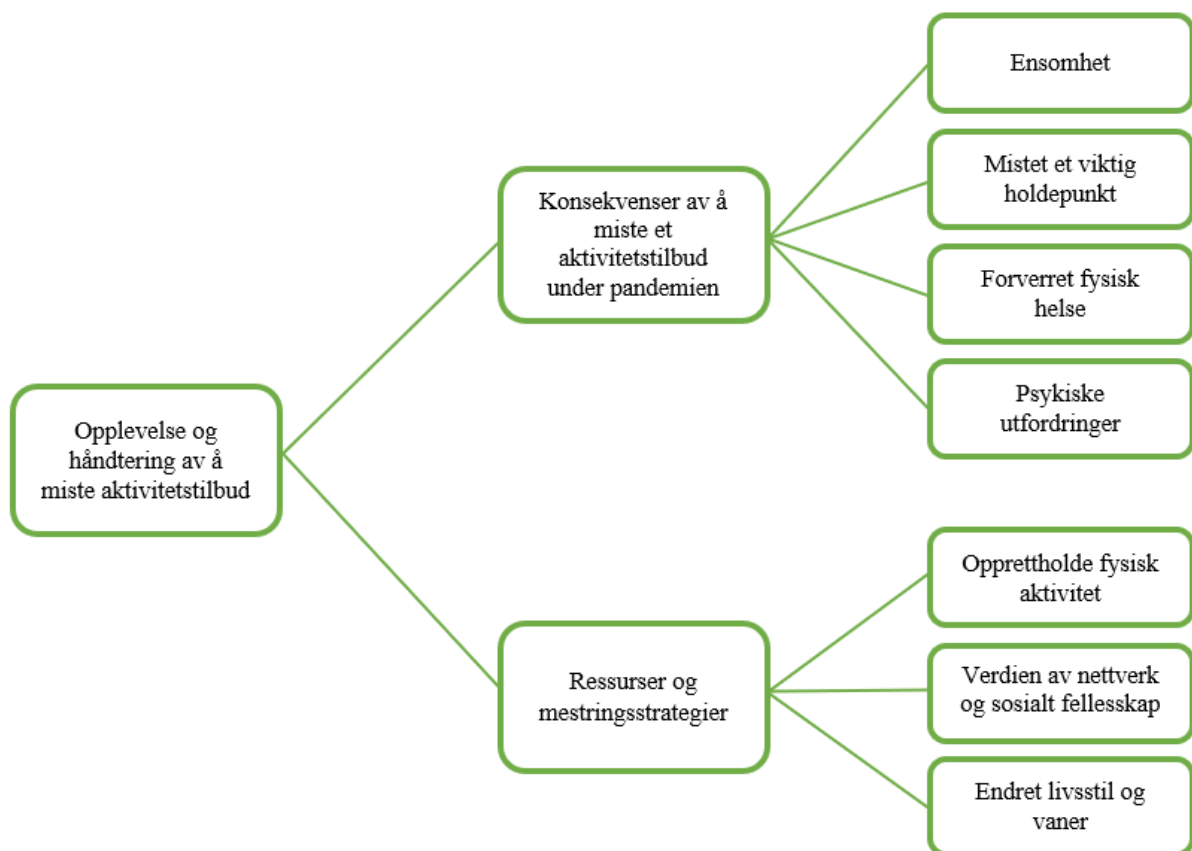 Opplevelse og
håndtering av å
miste aktivitetstilbud
Konsekvenser av å
miste et
aktivitetstilbud
under pandemien
Ensomhet
Mistet et viktig
holdepunkt
Forverret fysisk
helse
Psykiske
utfordringer
Ressurser og
mestringsstrategier
Opprettholde fysisk
aktivitet
Verdien av nettverk
og sosialt fellesskap
Endret livsstil og
vaner